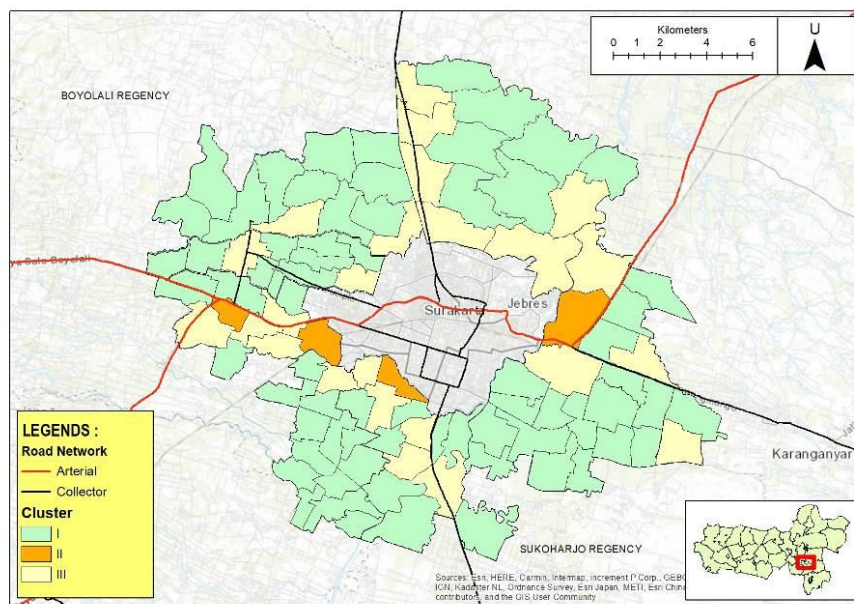 Kilometers
0 1 2 4 6
U
BOYOLALI REGENCY
Jebres
Surakarta
Karanganyar
SUKOHARJO REGENCY
LEGENDS :
Road Network
Arterial
Collector
Cluster
I
II
III
Sources: Esri, HERE, Garmin, Intermap, increment P Corp., GEBC
IGN, Kadaster NL, Ordnance Survey, Esri Japan, METI, Esri China
contributors, and the GIS User Community